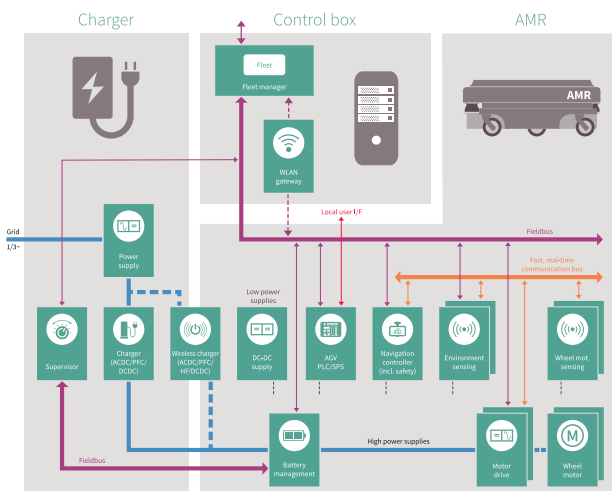 Charger
Control box
AMR
Fleet
Fleet manager
AMR
WLAN
gateway
Local user I/F
Grid
1/3~
Fieldbus
Power
supply
Fast, real-time
communication bus
Low power
supplies
Supervisor
Charger
(ACDC/PFC/
DCDC)
Wireless charger
(ACDC/PFC/
HF/DCDC)
DC-DC
supply
AGV
PLC/SPS
Navigation
controller
(incl. safety)
Environment
sensing
Wheel mot.
sensing
High power supplies
Fieldbus
Battery
management
Motor
drive
M
Wheel
motor